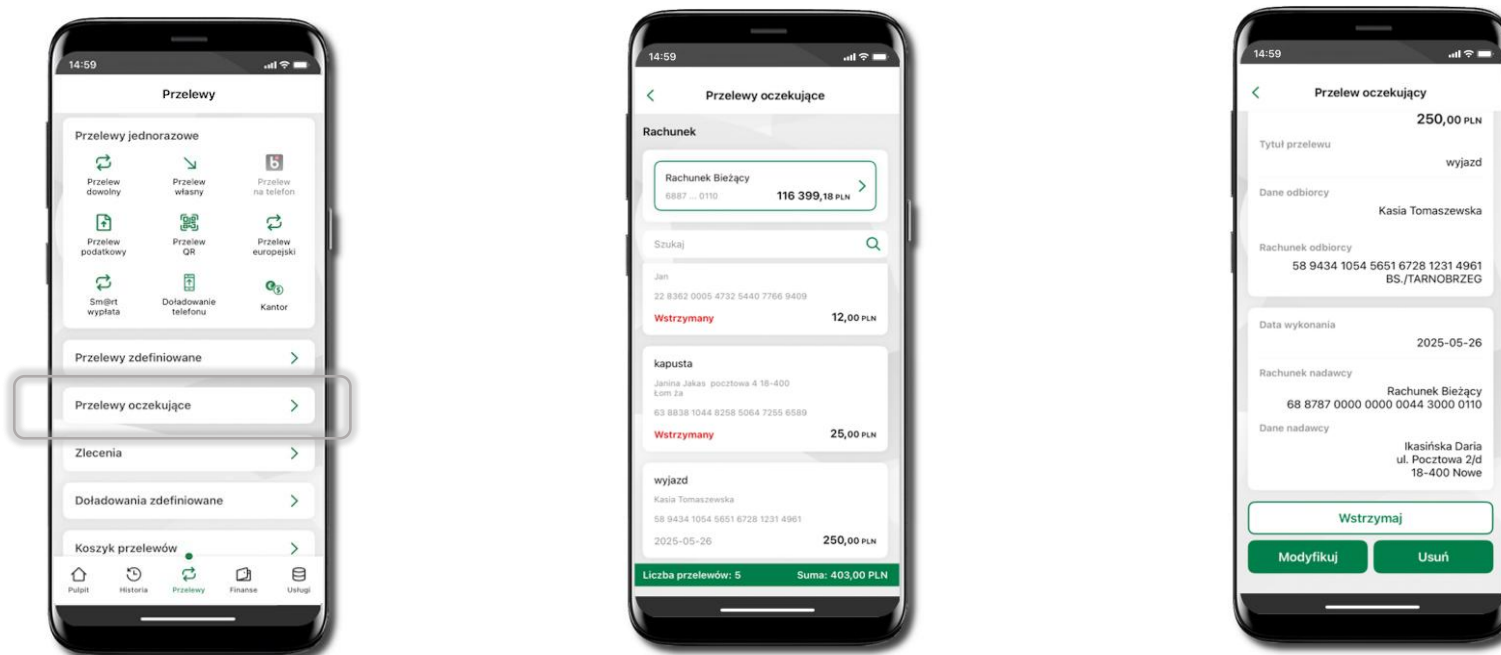 14:59
Przelewy
Przelewy jednorazowe
Przelew
dowolny
Przelew
własny
Przelew
na telefon
Przelew
podatkowy
Przelew
QR
Przelew
europejski
Sm@rt
wypłata
Doładowanie
telefonu
Kantor
Przelewy zdefiniowane
Przelewy oczekujące
Zlecenia
Doładowania zdefiniowane
Koszyk przelewów
Pulpit Historia Przelewy Finanse Usługi
14:59
Przelewy oczekujące
Rachunek
Rachunek Bieżący
6887 ... 0110 116 399,18 PLN
Szukaj
Jan
22 8362 0005 4732 5440 7766 9409
Wstrzymany 12,00 PLN
kapusta
Janina Jakas pocztowa 4 18-400
Łom ża
63 8838 1044 8258 5064 7255 6589
Wstrzymany 25,00 PLN
wyjazd
Kasia Tomaszewska
58 9434 1054 5651 6728 1231 4961
2025-05-26 250,00 PLN
Liczba przelewów: 5 Suma: 403,00 PLN
14:59
Przelew oczekujący
250,00 PLN
Tytuł przelewu
wyjazd
Dane odbiorcy
Kasia Tomaszewska
Rachunek odbiorcy
58 9434 1054 5651 6728 1231 4961
BS./TARNOBRZEG
Data wykonania
2025-05-26
Rachunek nadawcy
Rachunek Bieżący
68 8787 0000 0000 0044 3000 0110
Dane nadawcy
Ikasińska Daria
ul. Pocztowa 2/d
18-400 Nowe
Wstrzymaj
Modyfikuj Usuń